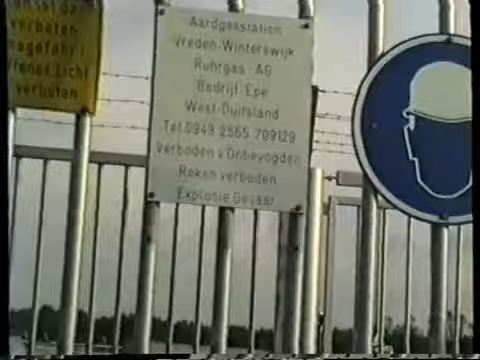 verboten
verboten
Aardgasstation
Vreden-Winterswijk
Ruhrgas-AG
Bedrijf Epe
West-Duitsland
Tel.0949 2565 709129
Verboden v. Onbevoegden
Roken verboden
Explosie Gevaar